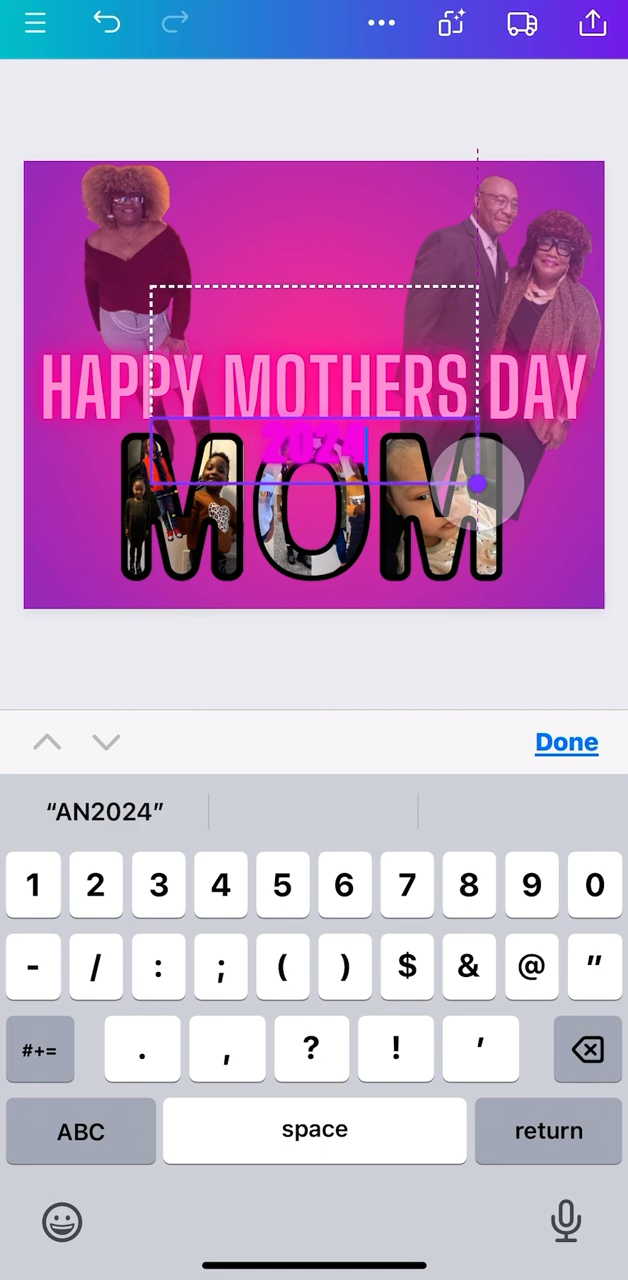 HAPPY MOTHERS DAY
2024
MOM
Done
“AN2024”
1 2 3 4 5 6 7 8 9 0
- / : ; ( ) $ & @ "
#+= . , ? ! '
ABC space return